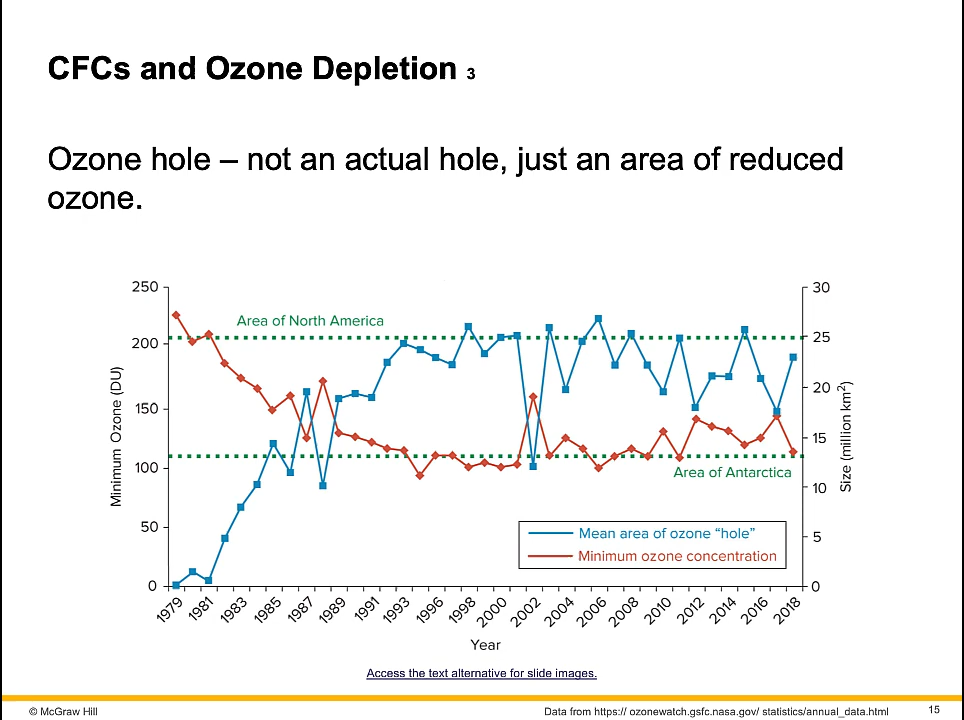 CFCs and Ozone Depletion 3
Ozone hole – not an actual hole, just an area of reduced
ozone.
250
200
150
100
50
0
Minimum Ozone (DU)
30
25
20
15
10
5
0
Size (million km2)
Area of North America
Area of Antarctica
Mean area of ozone “hole”
Minimum ozone concentration
1979
1981
1983
1985
1987
1989
1991
1993
1996
1998
2000
2002
2004
2006
2008
2010
2012
2014
2016
2018
Year
Access the text alternative for slide images.
© McGraw Hill
Data from https:// ozonewatch.gsfc.nasa.gov/ statistics/annual_data.html
15